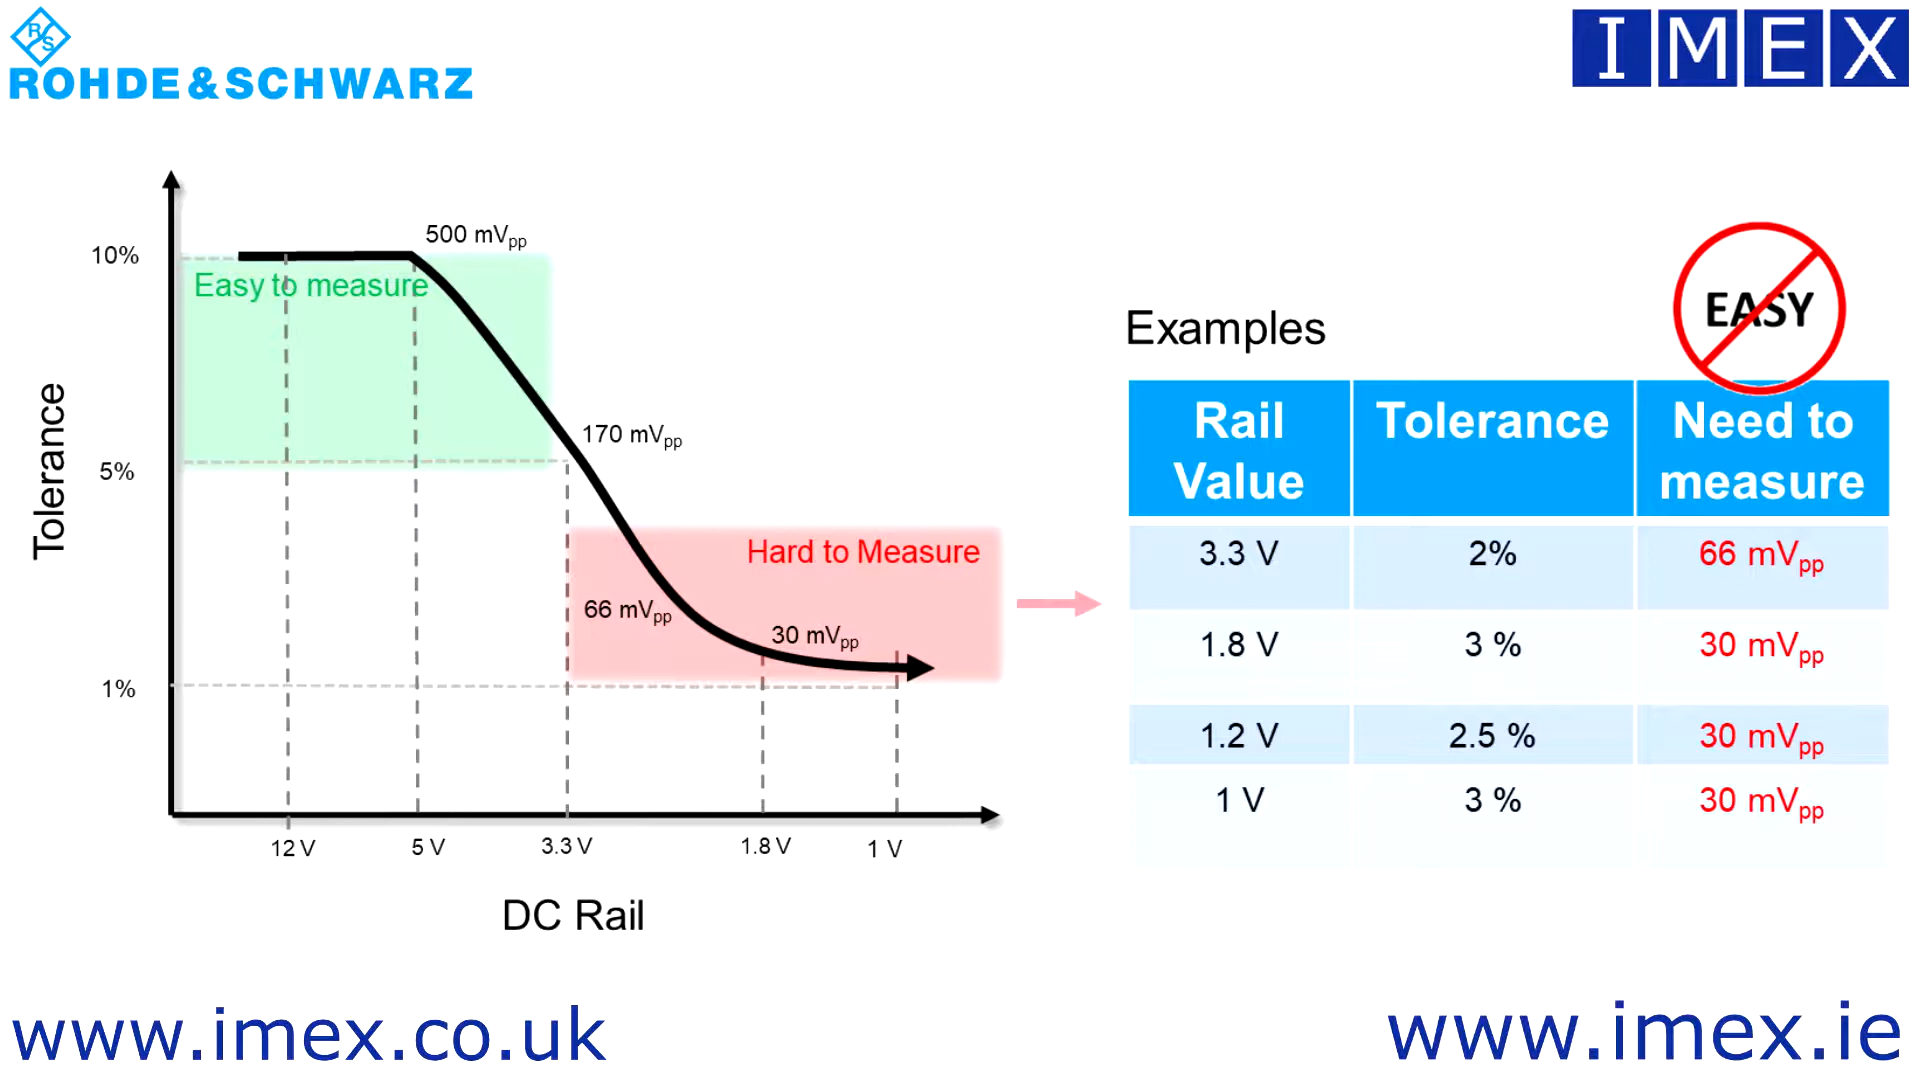 R S
ROHDE & SCHWARZ
IMEX
500 mVpp
10%
Easy to measure
170 mVpp
5%
Tolerance
Hard to Measure
66 mVpp
30 mVpp
1%
12 V 5 V 3.3 V 1.8 V 1 V
DC Rail
EASY
Examples
Rail Value Tolerance Need to measure
3.3 V 2% 66 mVpp
1.8 V 3 % 30 mVpp
1.2 V 2.5 % 30 mVpp
1 V 3 % 30 mVpp
www.imex.co.uk
www.imex.ie